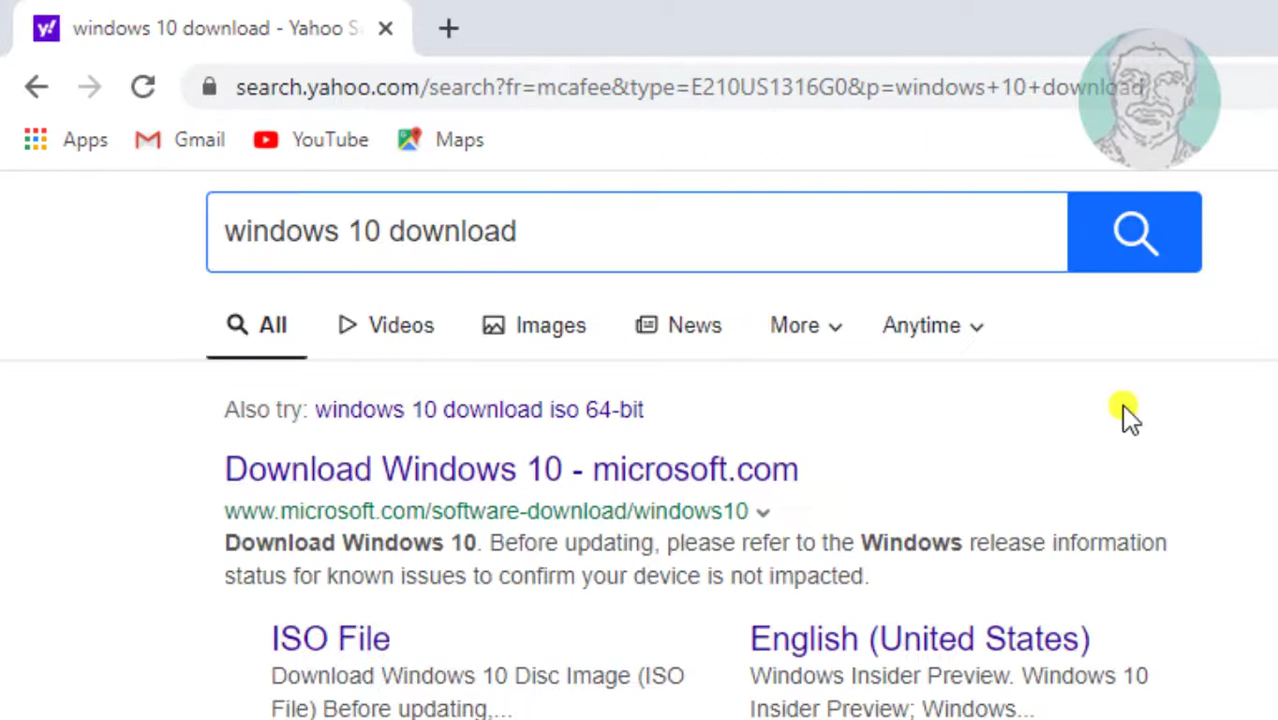 y! windows 10 download - Yahoo S
search.yahoo.com/search?fr=mcafee&type=E210US1316G0&p=windows+10+download
Apps Gmail YouTube Maps
windows 10 download
All Videos Images News More Anytime
Also try: windows 10 download iso 64-bit
Download Windows 10 - microsoft.com
www.microsoft.com/software-download/windows10
Download Windows 10. Before updating, please refer to the Windows release information
status for known issues to confirm your device is not impacted.
ISO File English (United States)
Download Windows 10 Disc Image (ISO Windows Insider Preview. Windows 10
File) Before updating,... Insider Preview; Windows...